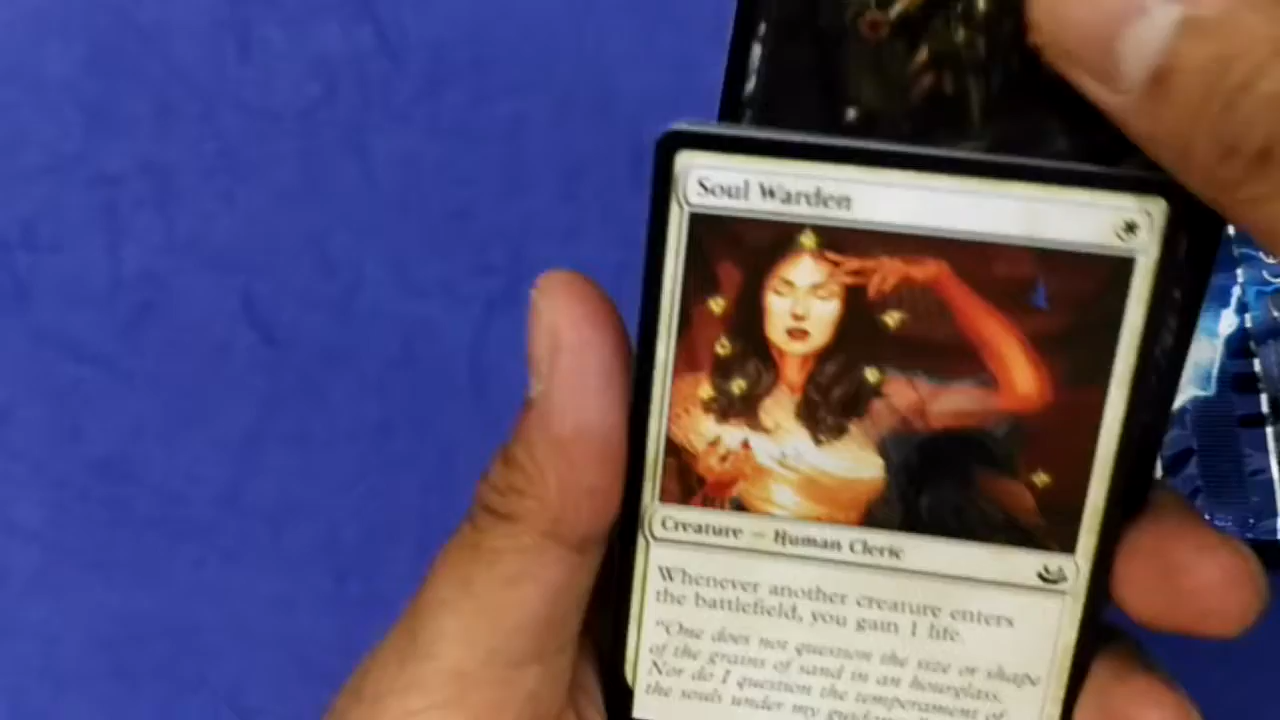 Soul Warden
Creature — Human Cleric
Whenever another creature enters
the battlefield, you gain 1 life.
"One does not question the size or shape
of the grains of sand in an hourglass.
Nor do I question the temperament of
the souls under my guidance."